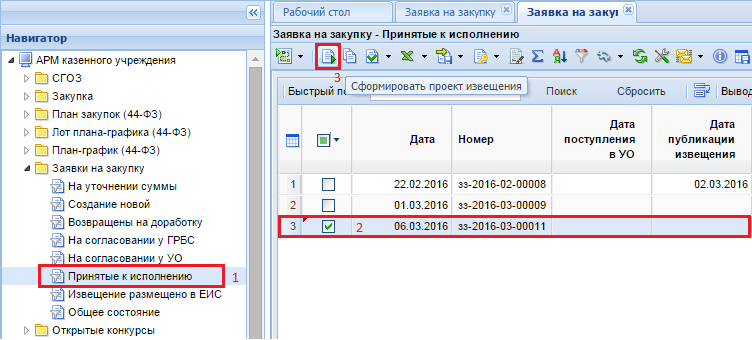 Рабочий стол
Заявка на закупку
Заявка на закуп
Навигатор
Заявка на закупку - Принятые к исполнению
АРМ казенного учреждения
СГОЗ
Закупка
План закупок (44-ФЗ)
Лот плана-графика (44-ФЗ)
План-график (44-ФЗ)
Заявки на закупку
На уточнении суммы
Создание новой
Возвращены на доработку
На согласовании у ГРБС
На согласовании у УО
Принятые к исполнению
1
Извещение размещено в ЕИС
Общее состояние
Открытые конкурсы
3
Сформировать проект извещения
Быстрый по
Поиск
Сбросить
Вывод
Дата
Номер
Дата поступления в УО
Дата публикации извещения
1 22.02.2016 зз-2016-02-00008 02.03.2016
2 01.03.2016 зз-2016-03-00009
3 2 06.03.2016 зз-2016-03-00011